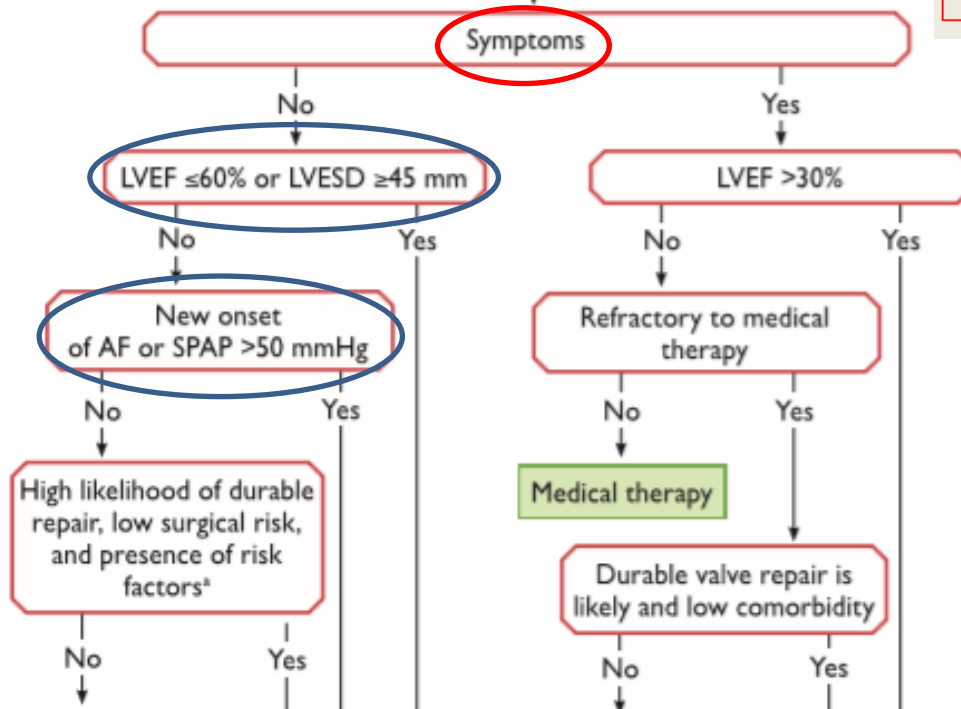 Symptoms
No
Yes
LVEF ≤60% or LVESD ≥45 mm
LVEF >30%
No
Yes
No
Yes
New onset
of AF or SPAP >50 mmHg
Refractory to medical
therapy
No
Yes
No
Yes
High likelihood of durable
repair, low surgical risk,
and presence of risk
factorsᵃ
Medical therapy
Durable valve repair is
likely and low comorbidity
No
Yes
No
Yes